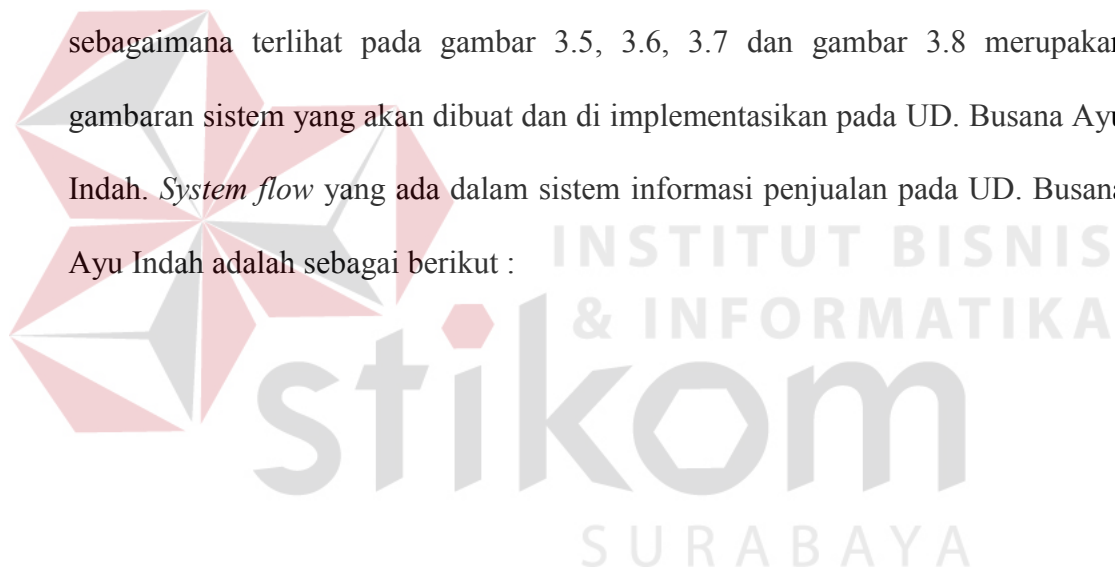 sebagaimana terlihat pada gambar 3.5, 3.6, 3.7 dan gambar 3.8 merupakan
gambaran sistem yang akan dibuat dan di implementasikan pada UD. Busana Ayu
Indah. System flow yang ada dalam sistem informasi penjualan pada UD. Busana
Ayu Indah adalah sebagai berikut :
INSTITUT BISNIS
& INFORMATIKA
stikom
SURABAYA